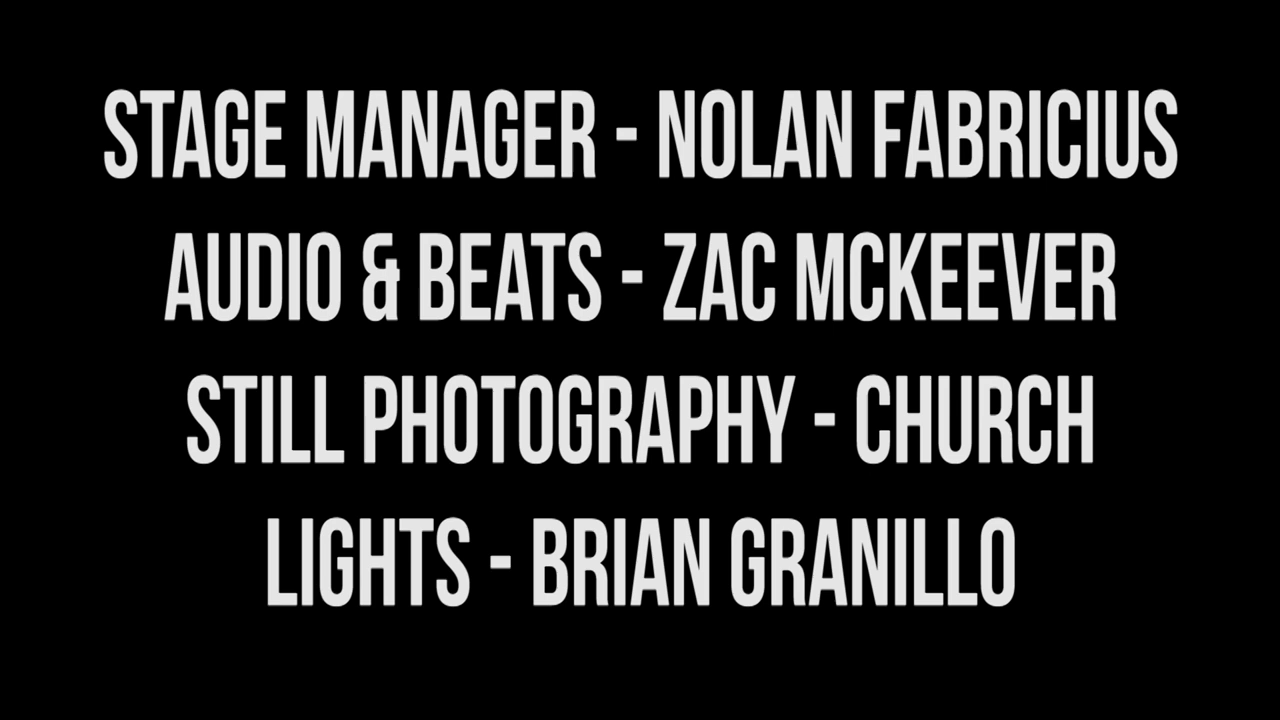 STAGE MANAGER - NOLAN FABRICIUS
AUDIO & BEATS - ZAC MCKEEVER
STILL PHOTOGRAPHY - CHURCH
LIGHTS - BRIAN GRANILLO